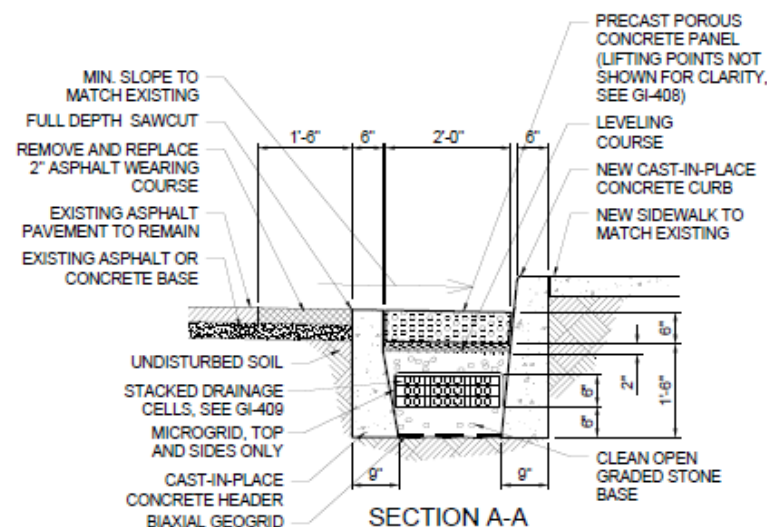 PRECAST POROUS
CONCRETE PANEL
(LIFTING POINTS NOT
SHOWN FOR CLARITY,
SEE GI-408)
LEVELING
COURSE
NEW CAST-IN-PLACE
CONCRETE CURB
NEW SIDEWALK TO
MATCH EXISTING
MIN. SLOPE TO
MATCH EXISTING
FULL DEPTH SAWCUT
REMOVE AND REPLACE
2" ASPHALT WEARING
COURSE
EXISTING ASPHALT
PAVEMENT TO REMAIN
EXISTING ASPHALT OR
CONCRETE BASE
1'-6"
6"
2'-0"
6"
UNDISTURBED SOIL
STACKED DRAINAGE
CELLS, SEE GI-409
MICROGRID, TOP
AND SIDES ONLY
CAST-IN-PLACE
CONCRETE HEADER
BIAXIAL GEOGRID
6"
2"
1'-6"
6"
6"
9"
9"
CLEAN OPEN
GRADED STONE
BASE
SECTION A-A